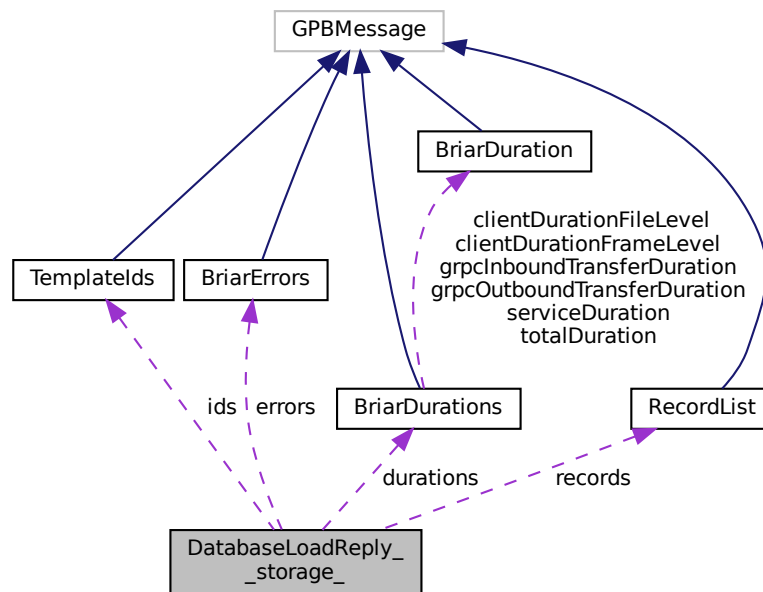 GPBMessage
BriarDuration
clientDurationFileLevel
clientDurationFrameLevel
grpcInboundTransferDuration
grpcOutboundTransferDuration
serviceDuration
totalDuration
TemplateIds
BriarErrors
BriarDurations
RecordList
ids
errors
durations
records
DatabaseLoadReply_
_storage_